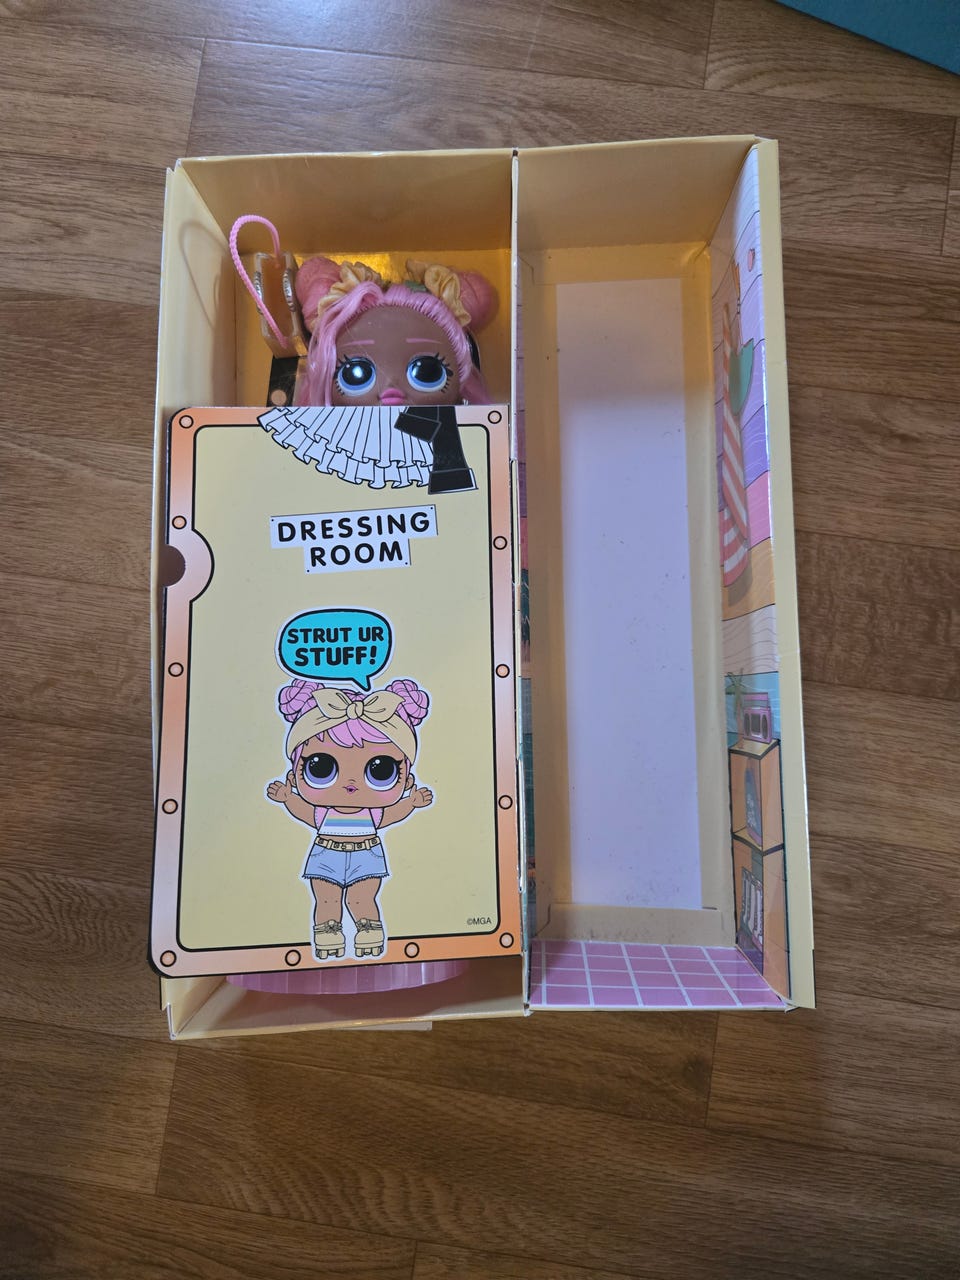 DRESSING
ROOM
STRUT UR
STUFF!
©MGA